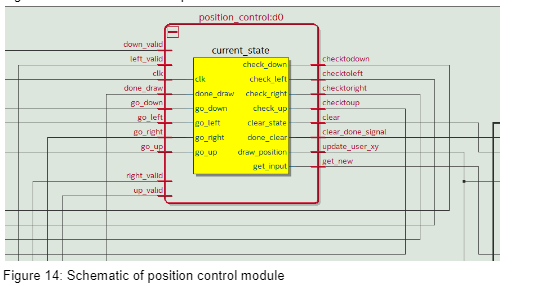 position_control:d0
down_valid
left_valid
clk
done_draw
go_down
go_left
go_right
go_up
right_valid
up_valid
current_state
clk
done_draw
go_down
go_left
go_right
go_up
check_down
check_left
check_right
check_up
clear_state
done_clear
draw_position
get_input
checktodown
checktoleft
checktoright
checktoup
clear
clear_done_signal
update_user_xy
get_new
Figure 14: Schematic of position control module